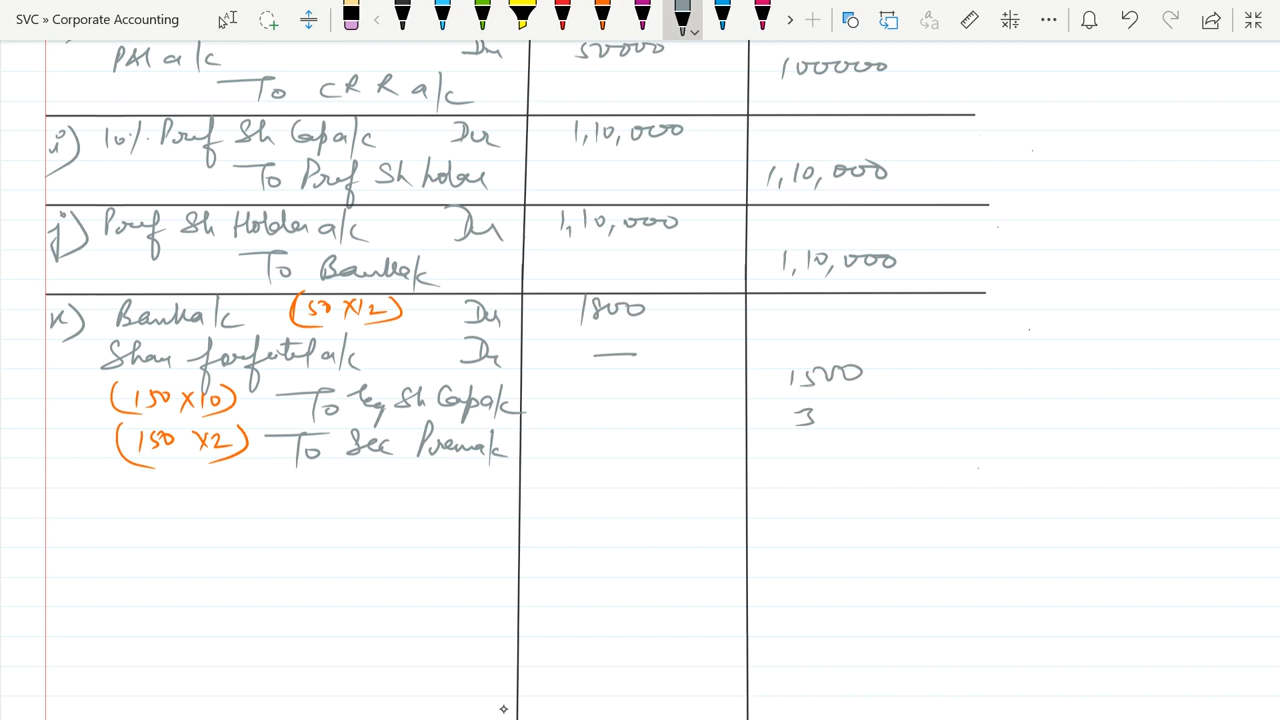 SVC » Corporate Accounting
P&L a/c Dr 50000
To CRR a/c 100000
i) 10% Pref Sh Cap a/c Dr 1,10,000
To Pref Sh holder 1,10,000
j) Pref Sh Holder a/c Dr 1,10,000
To Bank a/c 1,10,000
k) Bank a/c (150 X 12) Dr 1800
Share forfeited a/c Dr —
(150 X 10) To Eq Sh Cap a/c 1500
(150 X 2) To Sec Prem a/c 3